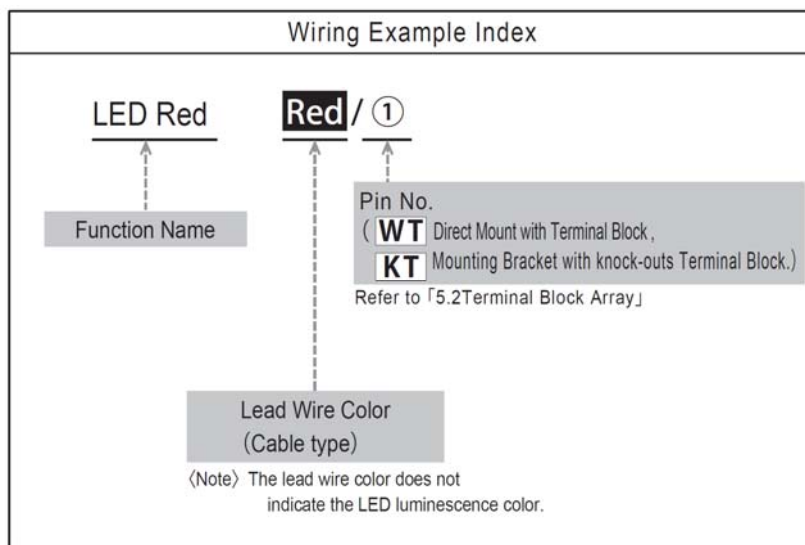 Wiring Example Index
LED Red Red / ①
Function Name
Pin No.
( WT Direct Mount with Terminal Block,
KT Mounting Bracket with knock-outs Terminal Block.)
Refer to ｢5.2Terminal Block Array｣
Lead Wire Color
(Cable type)
〈Note〉 The lead wire color does not
indicate the LED luminescence color.